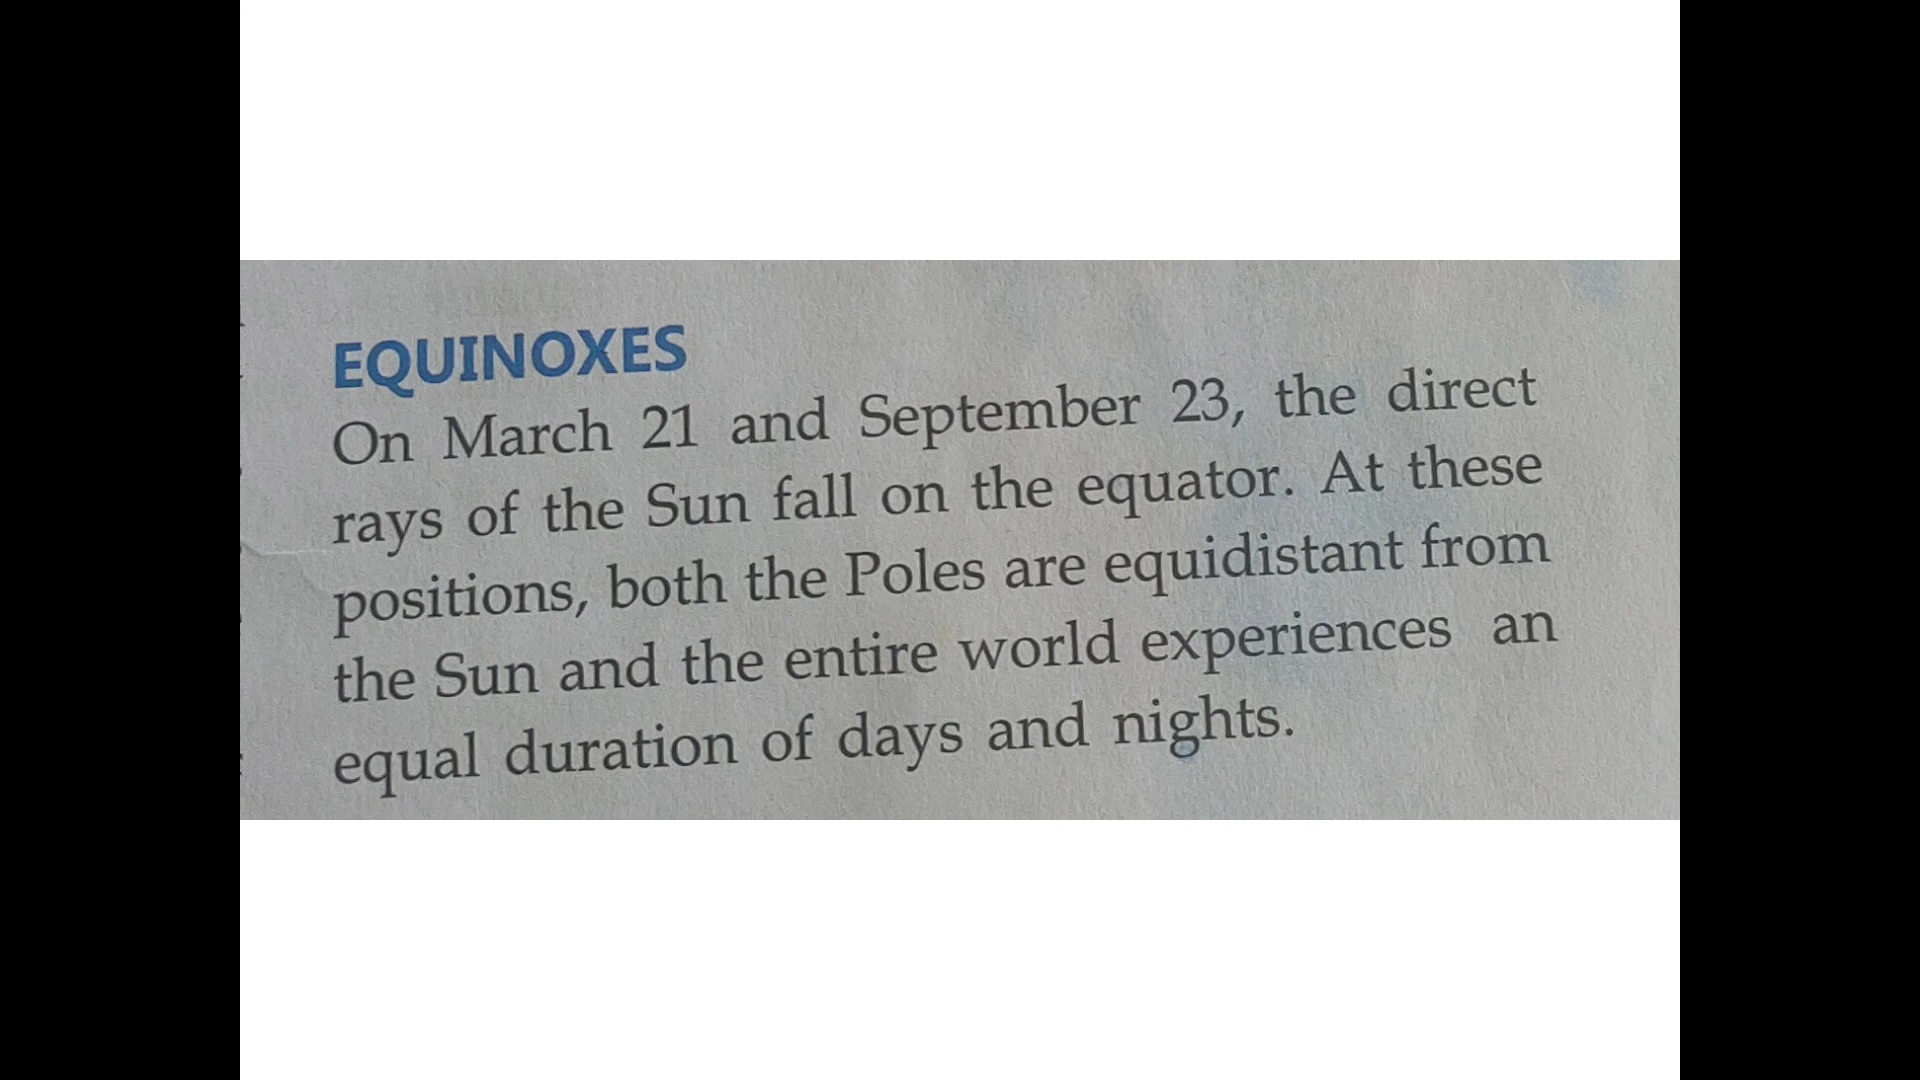 EQUINOXES
On March 21 and September 23, the direct
rays of the Sun fall on the equator. At these
positions, both the Poles are equidistant from
the Sun and the entire world experiences an
equal duration of days and nights.